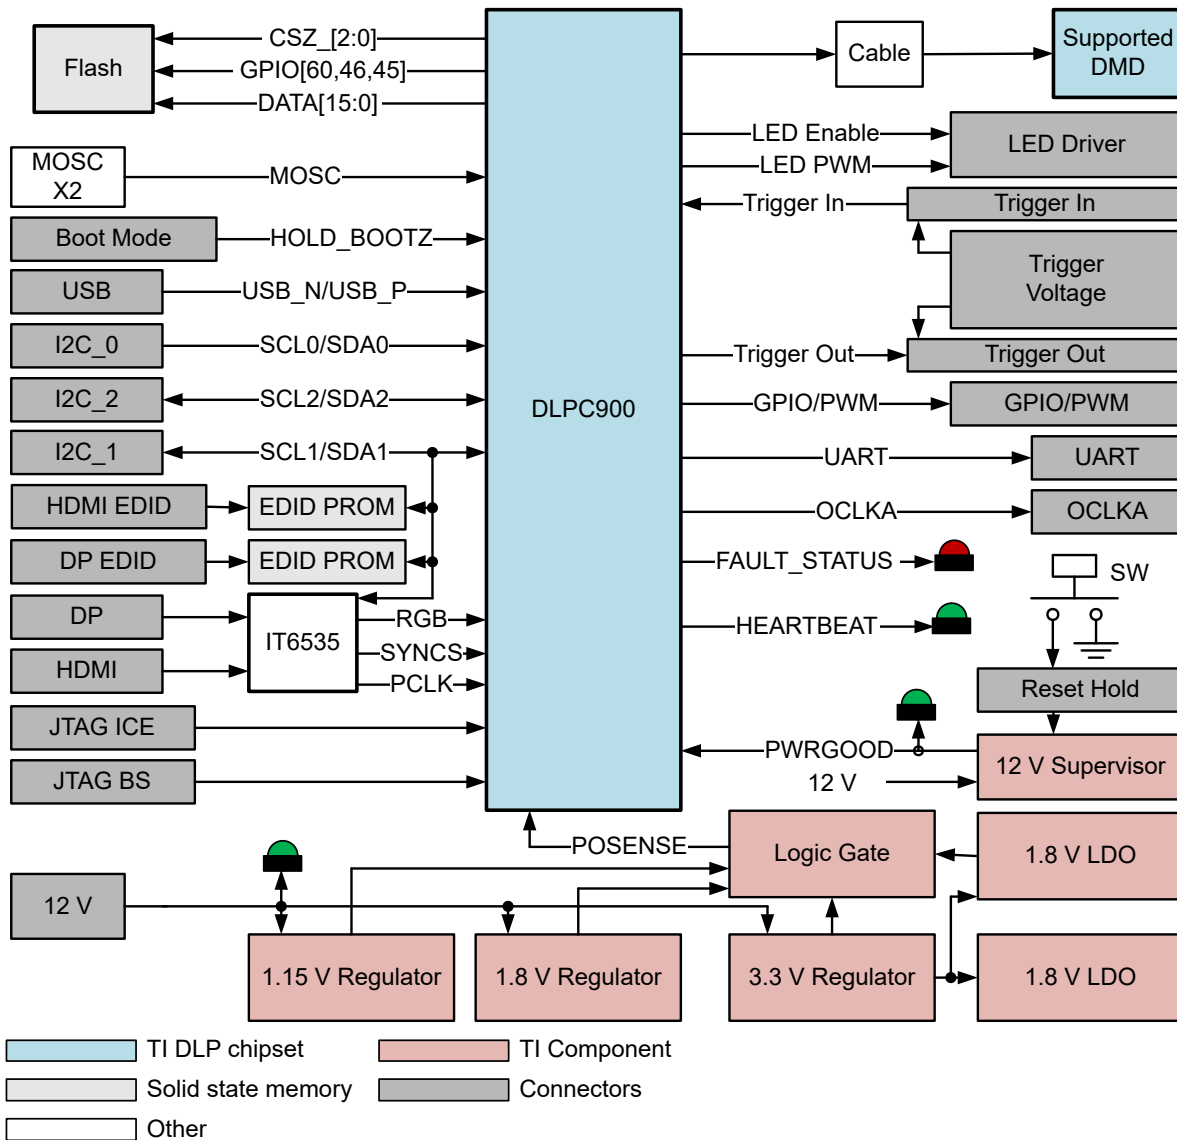 CSZ_[2:0]
Flash
GPIO[60,46,45]
DATA[15:0]
Cable
Supported
DMD
LED Enable
LED PWM
LED Driver
MOSC
X2
MOSC
Trigger In
Trigger In
Boot Mode
HOLD_BOOTZ
Trigger
Voltage
USB
USB_N/USB_P
I2C_0
SCL0/SDA0
Trigger Out
Trigger Out
I2C_2
SCL2/SDA2
DLPC900
GPIO/PWM
GPIO/PWM
I2C_1
SCL1/SDA1
UART
UART
HDMI EDID
EDID PROM
OCLKA
OCLKA
DP EDID
EDID PROM
FAULT_STATUS
SW
DP
IT6535
RGB
HEARTBEAT
HDMI
SYNCS
PCLK
Reset Hold
JTAG ICE
PWRGOOD
12 V Supervisor
JTAG BS
12 V
POSENSE
Logic Gate
1.8 V LDO
12 V
1.15 V Regulator
1.8 V Regulator
3.3 V Regulator
1.8 V LDO
TI DLP chipset
TI Component
Solid state memory
Connectors
Other